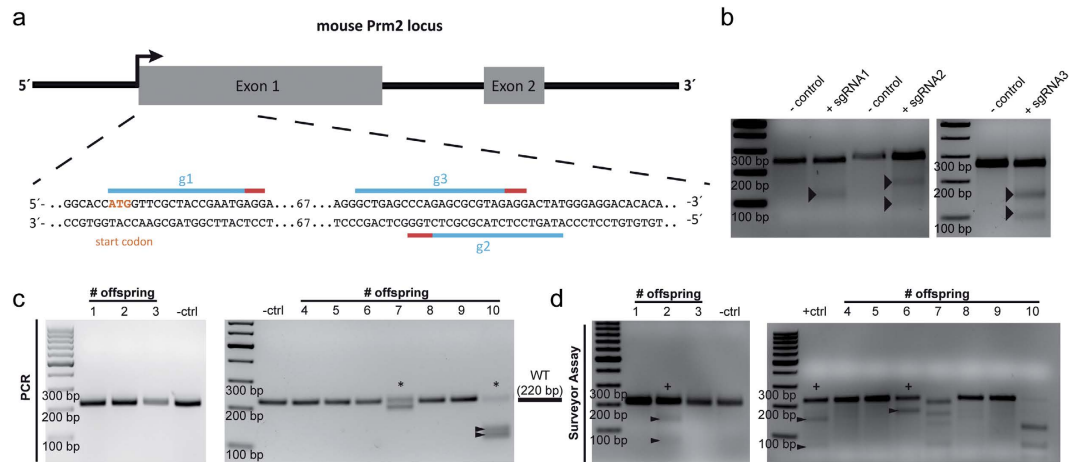 a
mouse Prm2 locus
5´
Exon 1
Exon 2
3´
g1
g3
5´- ..GGCACCATGGTTCGCTACCGAATGAGGA...67...AGGGCTGAGCCCAGAGCGCGTAGAGGACTATGGGAGGACACACA.. -3´
3´- ..CCGTGGTACCAAGCGATGGCTTACTCCT...67...TCCCGACTCGGGTCTCGCGCATCTCCTGATACCCTCCTGTGTGT.. -5´
start codon
g2
b
- control
+ sgRNA1
- control
+ sgRNA2
- control
+ sgRNA3
300 bp
200 bp
100 bp
300 bp
200 bp
100 bp
c
# offspring
1 2 3 -ctrl
# offspring
-ctrl 4 5 6 7 8 9 10
PCR
* *
300 bp
200 bp
100 bp
300 bp
200 bp
100 bp
WT
(220 bp)
d
# offspring
1 2 3 -ctrl
# offspring
+ctrl 4 5 6 7 8 9 10
Surveyor Assay
+
+ +
300 bp
200 bp
100 bp
300 bp
200 bp
100 bp